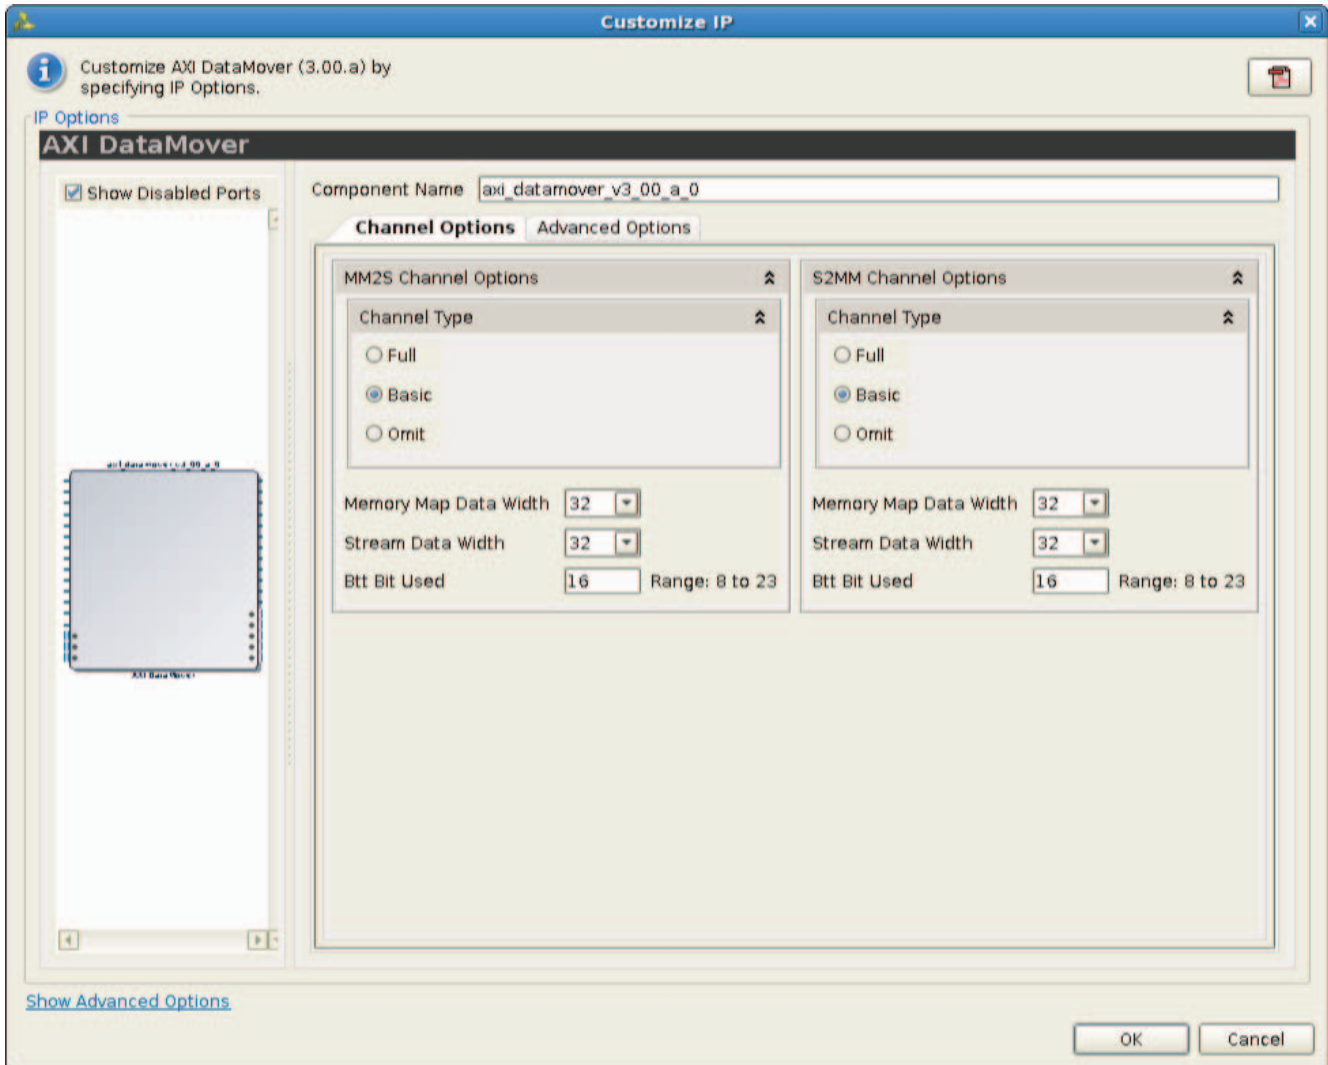 Customize IP
Customize AXI DataMover (3.00.a) by
specifying IP Options.
IP Options
AXI DataMover
Show Disabled Ports
axi_datamover_v3_00_a_0
AXI DataMover
Component Name axi_datamover_v3_00_a_0
Channel Options Advanced Options
MM2S Channel Options
Channel Type
Full
Basic
Omit
Memory Map Data Width 32
Stream Data Width 32
Btt Bit Used 16 Range: 8 to 23
S2MM Channel Options
Channel Type
Full
Basic
Omit
Memory Map Data Width 32
Stream Data Width 32
Btt Bit Used 16 Range: 8 to 23
Show Advanced Options
OK Cancel